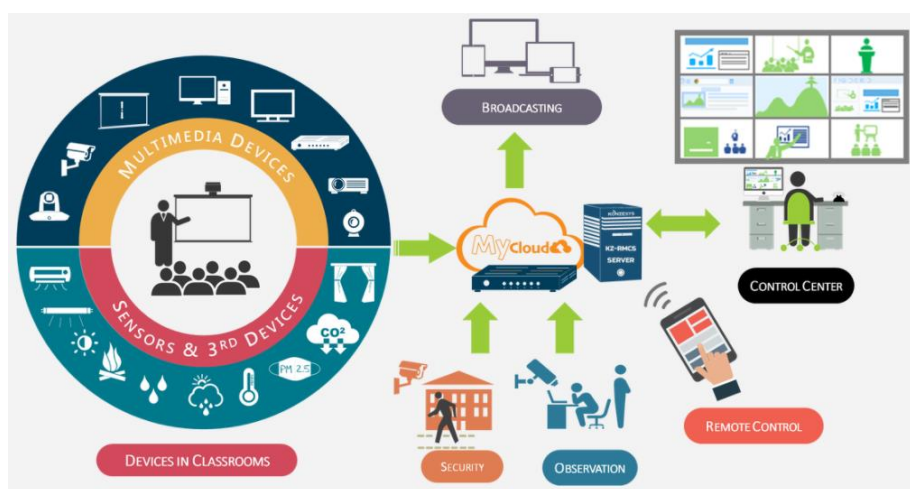 BROADCASTING
MULTIMEDIA DEVICES
SENSORS & 3RD DEVICES
CO²
PM 2.5
MyCloud
KONZESYS
KZ-RMCS
SERVER
CONTROL CENTER
REMOTE CONTROL
DEVICES IN CLASSROOMS
SECURITY
OBSERVATION